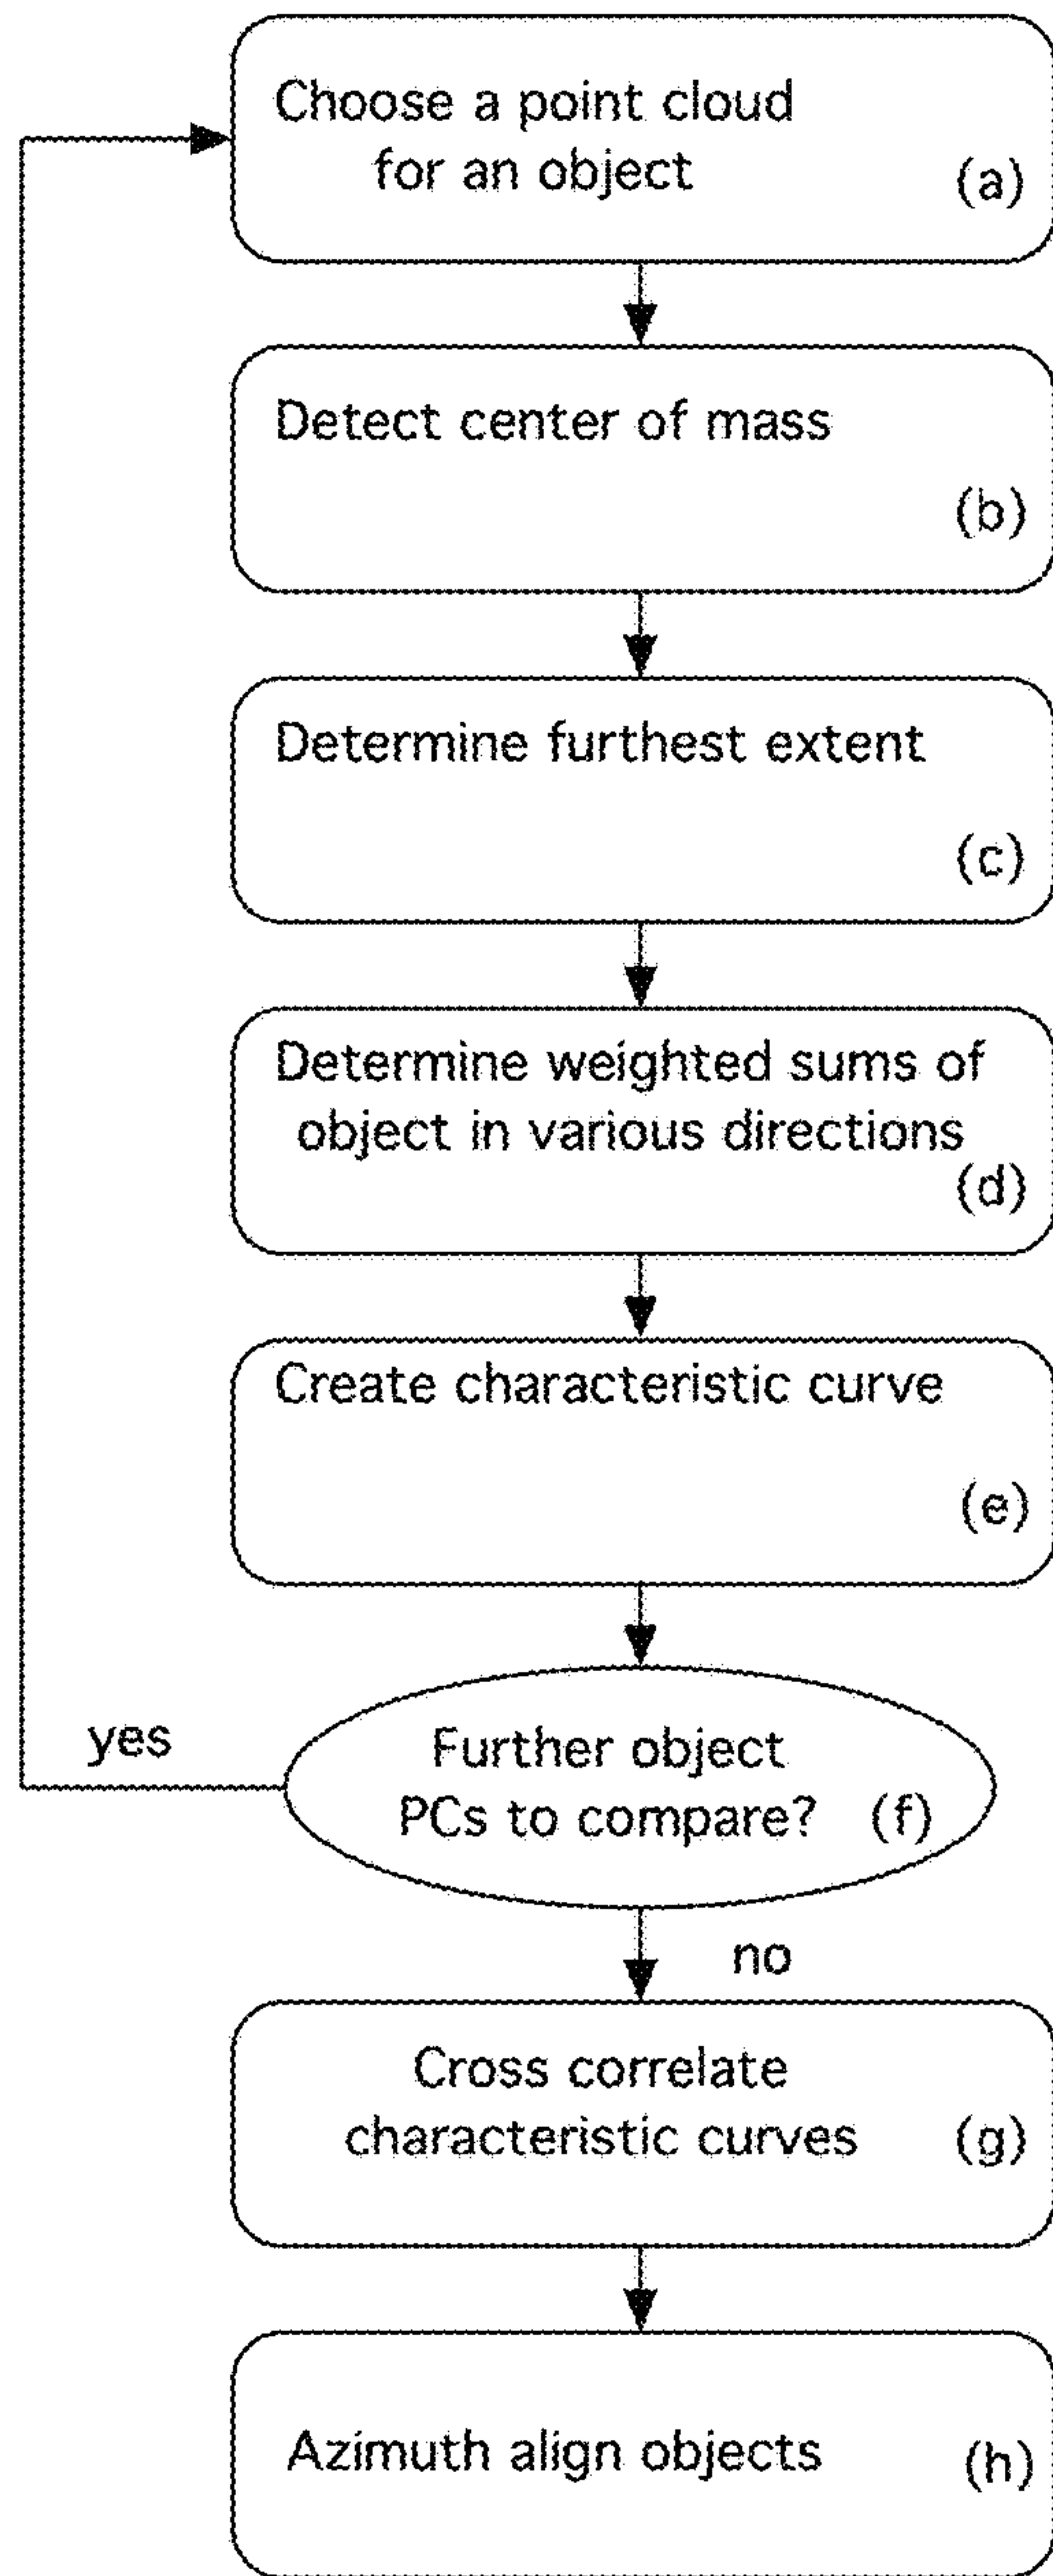 Choose a point cloud
for an object
(a)
Detect center of mass
(b)
Determine furthest extent
(c)
Determine weighted sums of
object in various directions
(d)
Create characteristic curve
(e)
yes
Further object
PCs to compare? (f)
no
Cross correlate
characteristic curves (g)
Azimuth align objects (h)